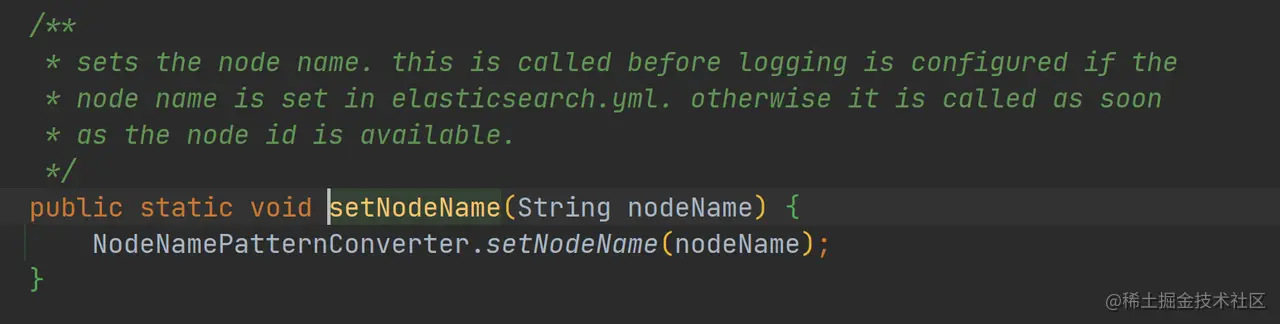 /**
 * sets the node name. this is called before logging is configured if the
 * node name is set in elasticsearch.yml. otherwise it is called as soon
 * as the node id is available.
 */
public static void setNodeName(String nodeName) {
    NodeNamePatternConverter.setNodeName(nodeName);
}
@稀土掘金技术社区